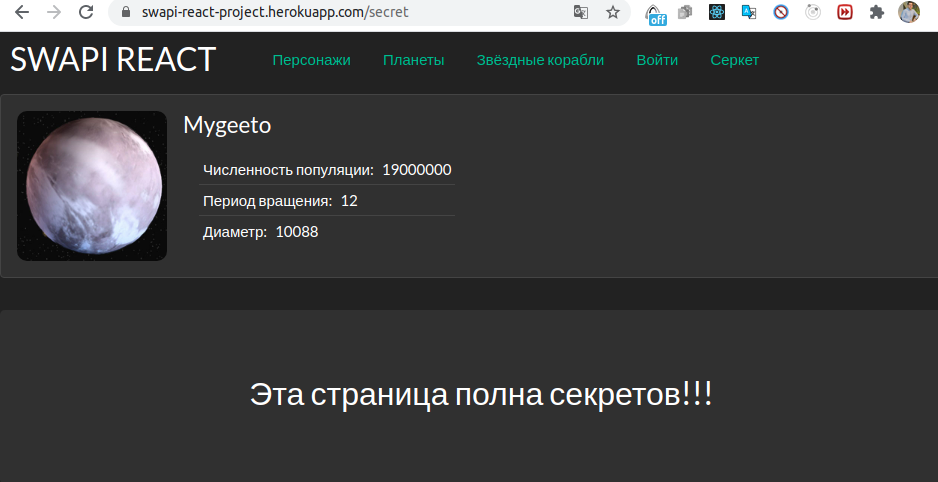 swapi-react-project.herokuapp.com/secret
off
SWAPI REACT Персонажи Планеты Звёздные корабли Войти Серкет
Mygeeto
Численность популяции: 19000000
Период вращения: 12
Диаметр: 10088
Эта страница полна секретов!!!